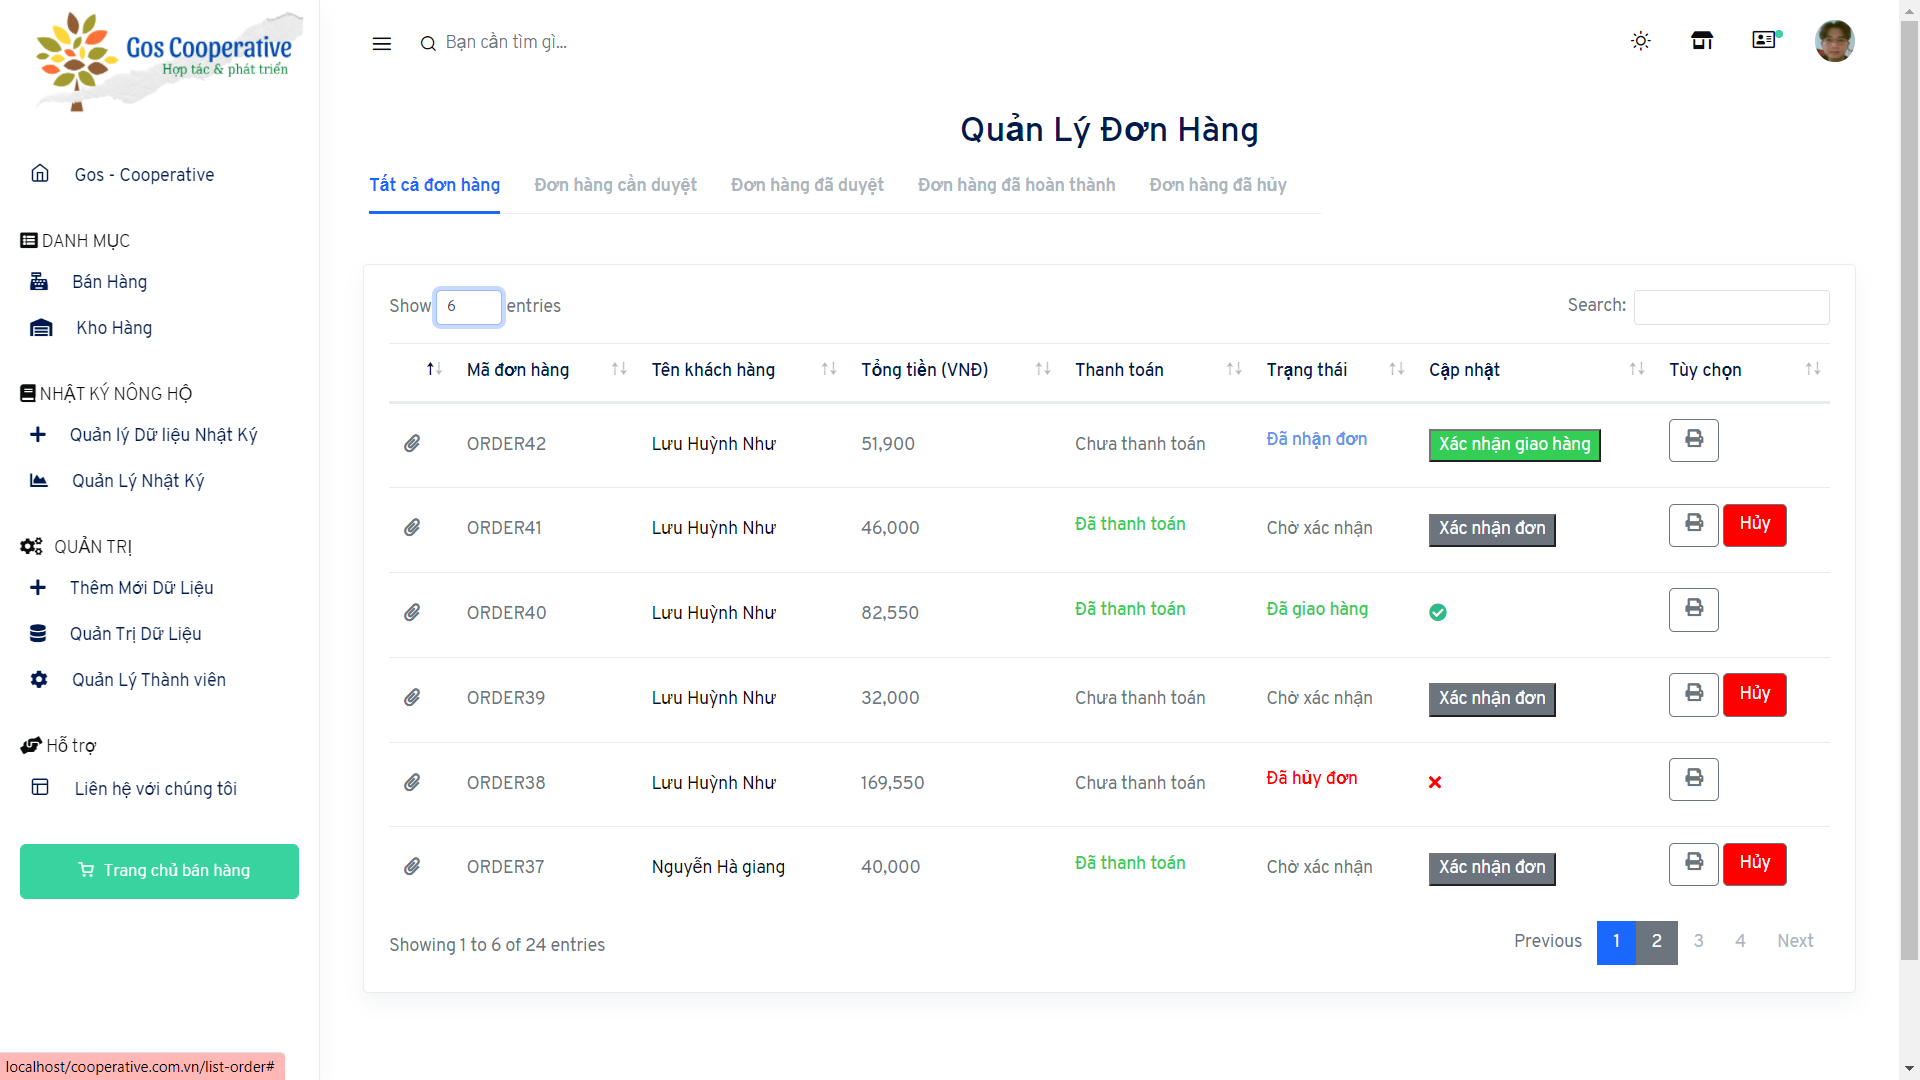 Gos Cooperative
Hợp tác & phát triển
Bạn cần tìm gì...
Gos - Cooperative
DANH MỤC
Bán Hàng
Kho Hàng
NHẬT KÝ NÔNG HỘ
Quản lý Dữ liệu Nhật Ký
Quản Lý Nhật Ký
QUẢN TRỊ
Thêm Mới Dữ Liệu
Quản Trị Dữ Liệu
Quản Lý Thành viên
Hỗ trợ
Liên hệ với chúng tôi
Trang chủ bán hàng
Quản Lý Đơn Hàng
Tất cả đơn hàng Đơn hàng cần duyệt Đơn hàng đã duyệt Đơn hàng đã hoàn thành Đơn hàng đã hủy
Show 6 entries Search:
Mã đơn hàng Tên khách hàng Tổng tiền (VNĐ) Thanh toán Trạng thái Cập nhật Tùy chọn
ORDER42 Lưu Huỳnh Như 51,900 Chưa thanh toán Đã nhận đơn Xác nhận giao hàng
ORDER41 Lưu Huỳnh Như 46,000 Đã thanh toán Chờ xác nhận Xác nhận đơn Hủy
ORDER40 Lưu Huỳnh Như 82,550 Đã thanh toán Đã giao hàng
ORDER39 Lưu Huỳnh Như 32,000 Chưa thanh toán Chờ xác nhận Xác nhận đơn Hủy
ORDER38 Lưu Huỳnh Như 169,550 Chưa thanh toán Đã hủy đơn
ORDER37 Nguyễn Hà giang 40,000 Đã thanh toán Chờ xác nhận Xác nhận đơn Hủy
Showing 1 to 6 of 24 entries Previous 1 2 3 4 Next
localhost/cooperative.com.vn/list-order#